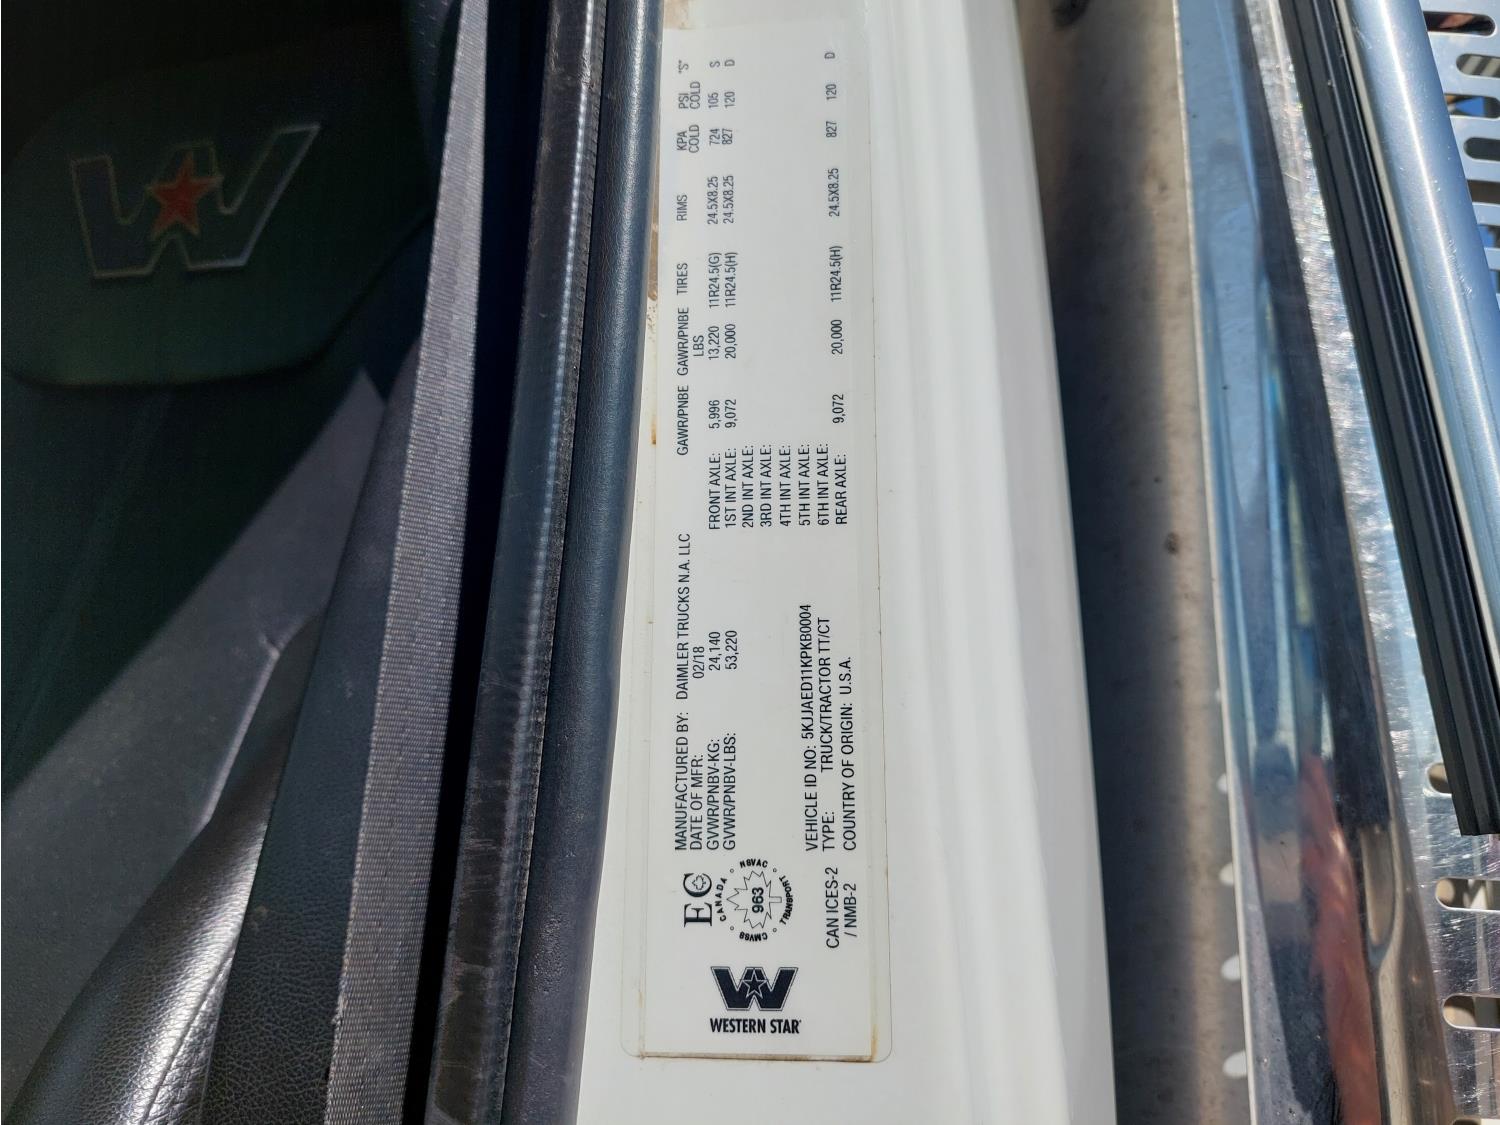 WESTERN STAR
EC
CANADA
NSVAC
963
CMVSS
TRANSPORT
CAN ICES-2
/ NMB-2
MANUFACTURED BY: DAIMLER TRUCKS N.A. LLC
DATE OF MFR: 02/18
GVWR/PNBV-KG: 24,140
GVWR/PNBV-LBS: 53,220
VEHICLE ID NO: 5KJJAED11KPKB0004
TYPE: TRUCK/TRACTOR TT/CT
COUNTRY OF ORIGIN: U.S.A.
GAWR/PNBE GAWR/PNBE TIRES RIMS KPA PSI "S"
LBS COLD COLD
FRONT AXLE: 5,996 13,220 11R24.5(G) 24.5X8.25 724 105 S
1ST INT AXLE: 9,072 20,000 11R24.5(H) 24.5X8.25 827 120 D
2ND INT AXLE:
3RD INT AXLE:
4TH INT AXLE:
5TH INT AXLE:
6TH INT AXLE:
REAR AXLE: 9,072 20,000 11R24.5(H) 24.5X8.25 827 120 D